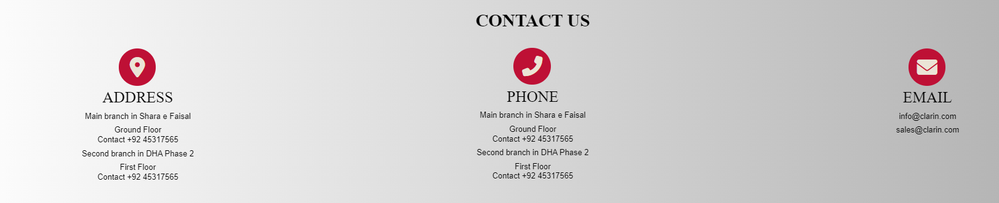 CONTACT US
ADDRESS
Main branch in Shara e Faisal
Ground Floor
Contact +92 45317565
Second branch in DHA Phase 2
First Floor
Contact +92 45317565
PHONE
Main branch in Shara e Faisal
Ground Floor
Contact +92 45317565
Second branch in DHA Phase 2
First Floor
Contact +92 45317565
EMAIL
info@clarin.com
sales@clarin.com